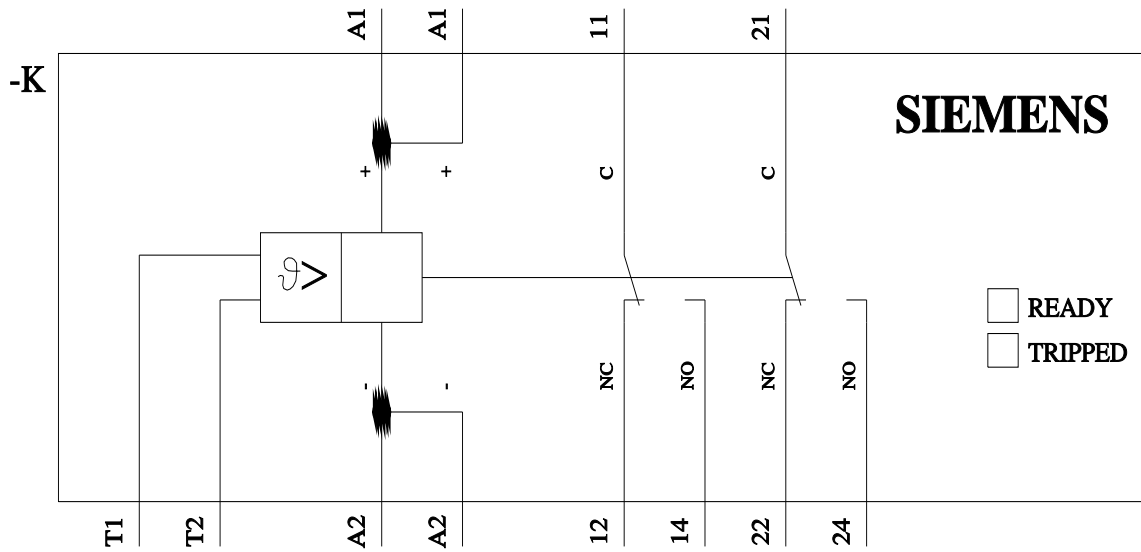 A1
A1
11
21
-K
SIEMENS
+
+
C
C
ϑ>
READY
TRIPPED
-
-
NC
NO
NC
NO
T1
T2
A2
A2
12
14
22
24